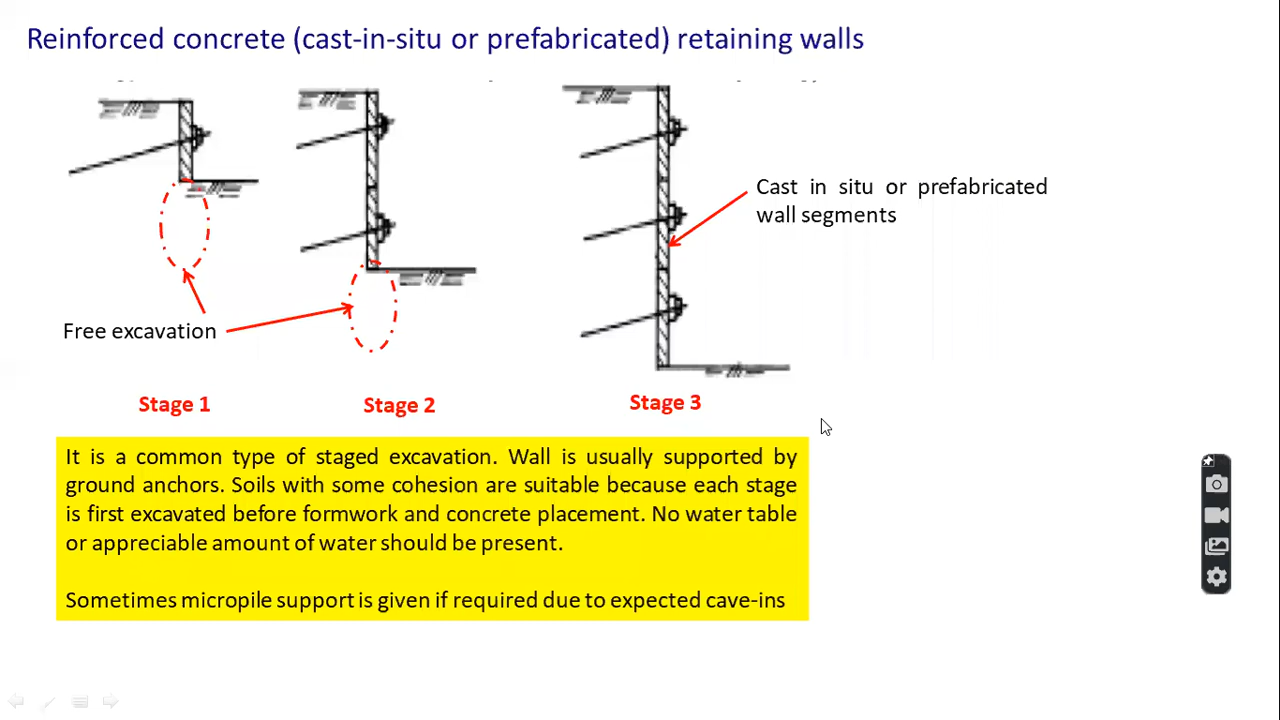 Reinforced concrete (cast-in-situ or prefabricated) retaining walls
Cast in situ or prefabricated
wall segments
Free excavation
Stage 1
Stage 2
Stage 3
It is a common type of staged excavation. Wall is usually supported by
ground anchors. Soils with some cohesion are suitable because each stage
is first excavated before formwork and concrete placement. No water table
or appreciable amount of water should be present.
Sometimes micropile support is given if required due to expected cave-ins